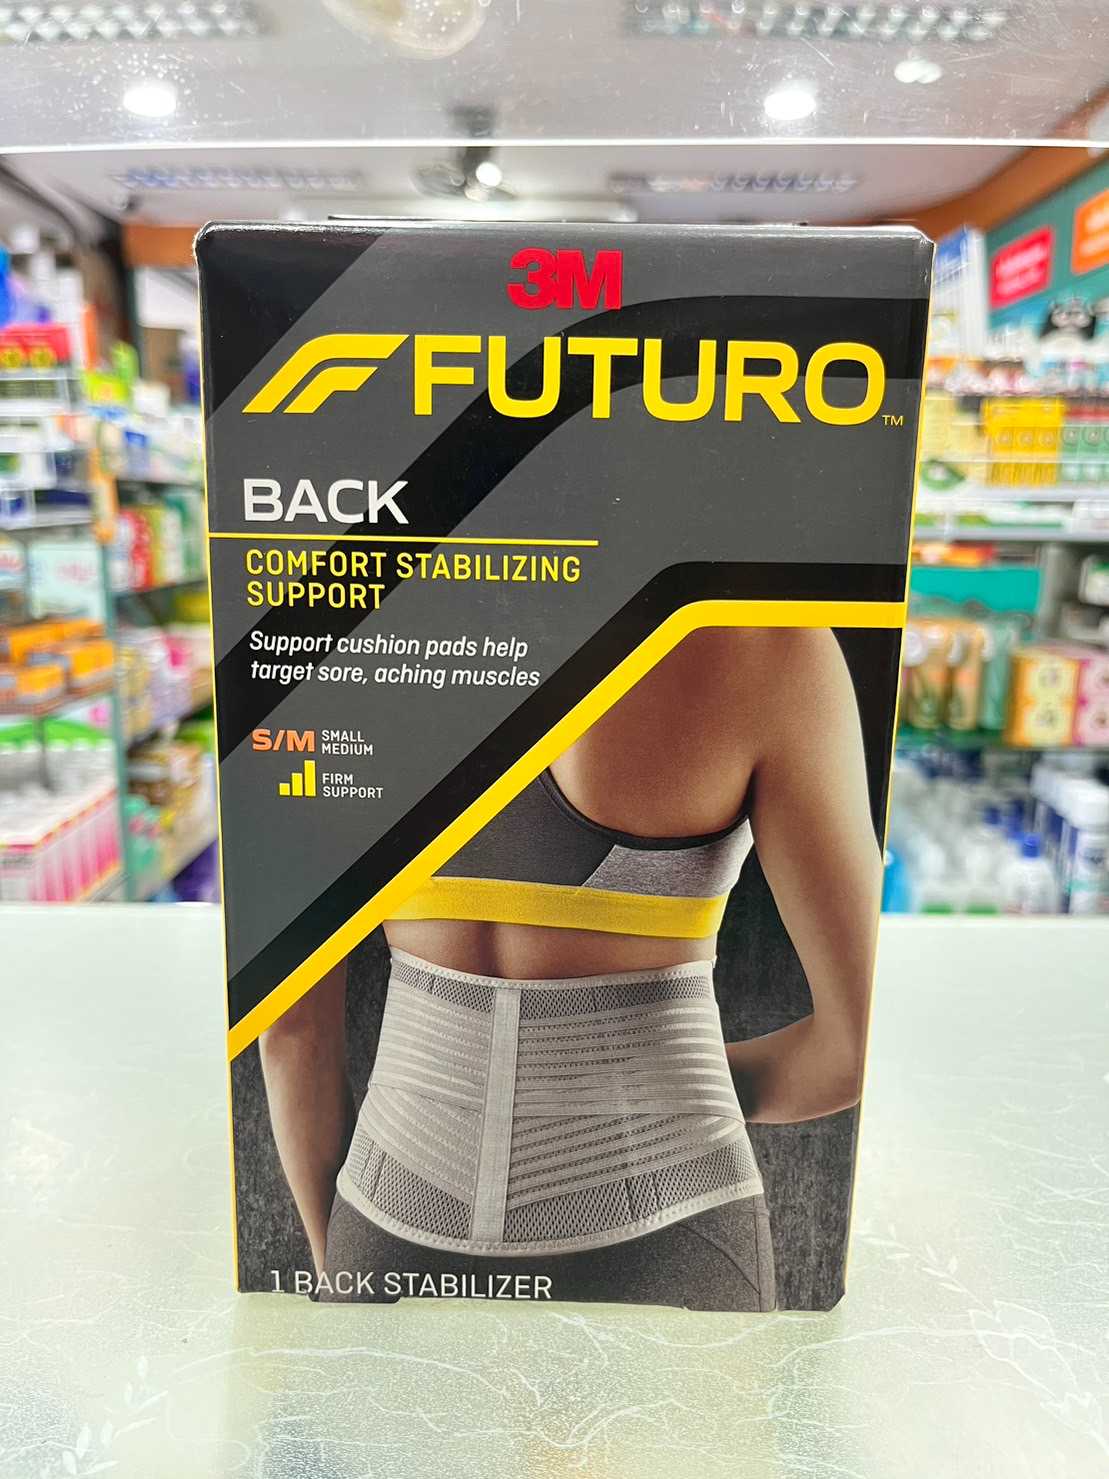 3M
FUTURO™
BACK
COMFORT STABILIZING
SUPPORT
Support cushion pads help
target sore, aching muscles
S/M SMALL
MEDIUM
FIRM
SUPPORT
1 BACK STABILIZER